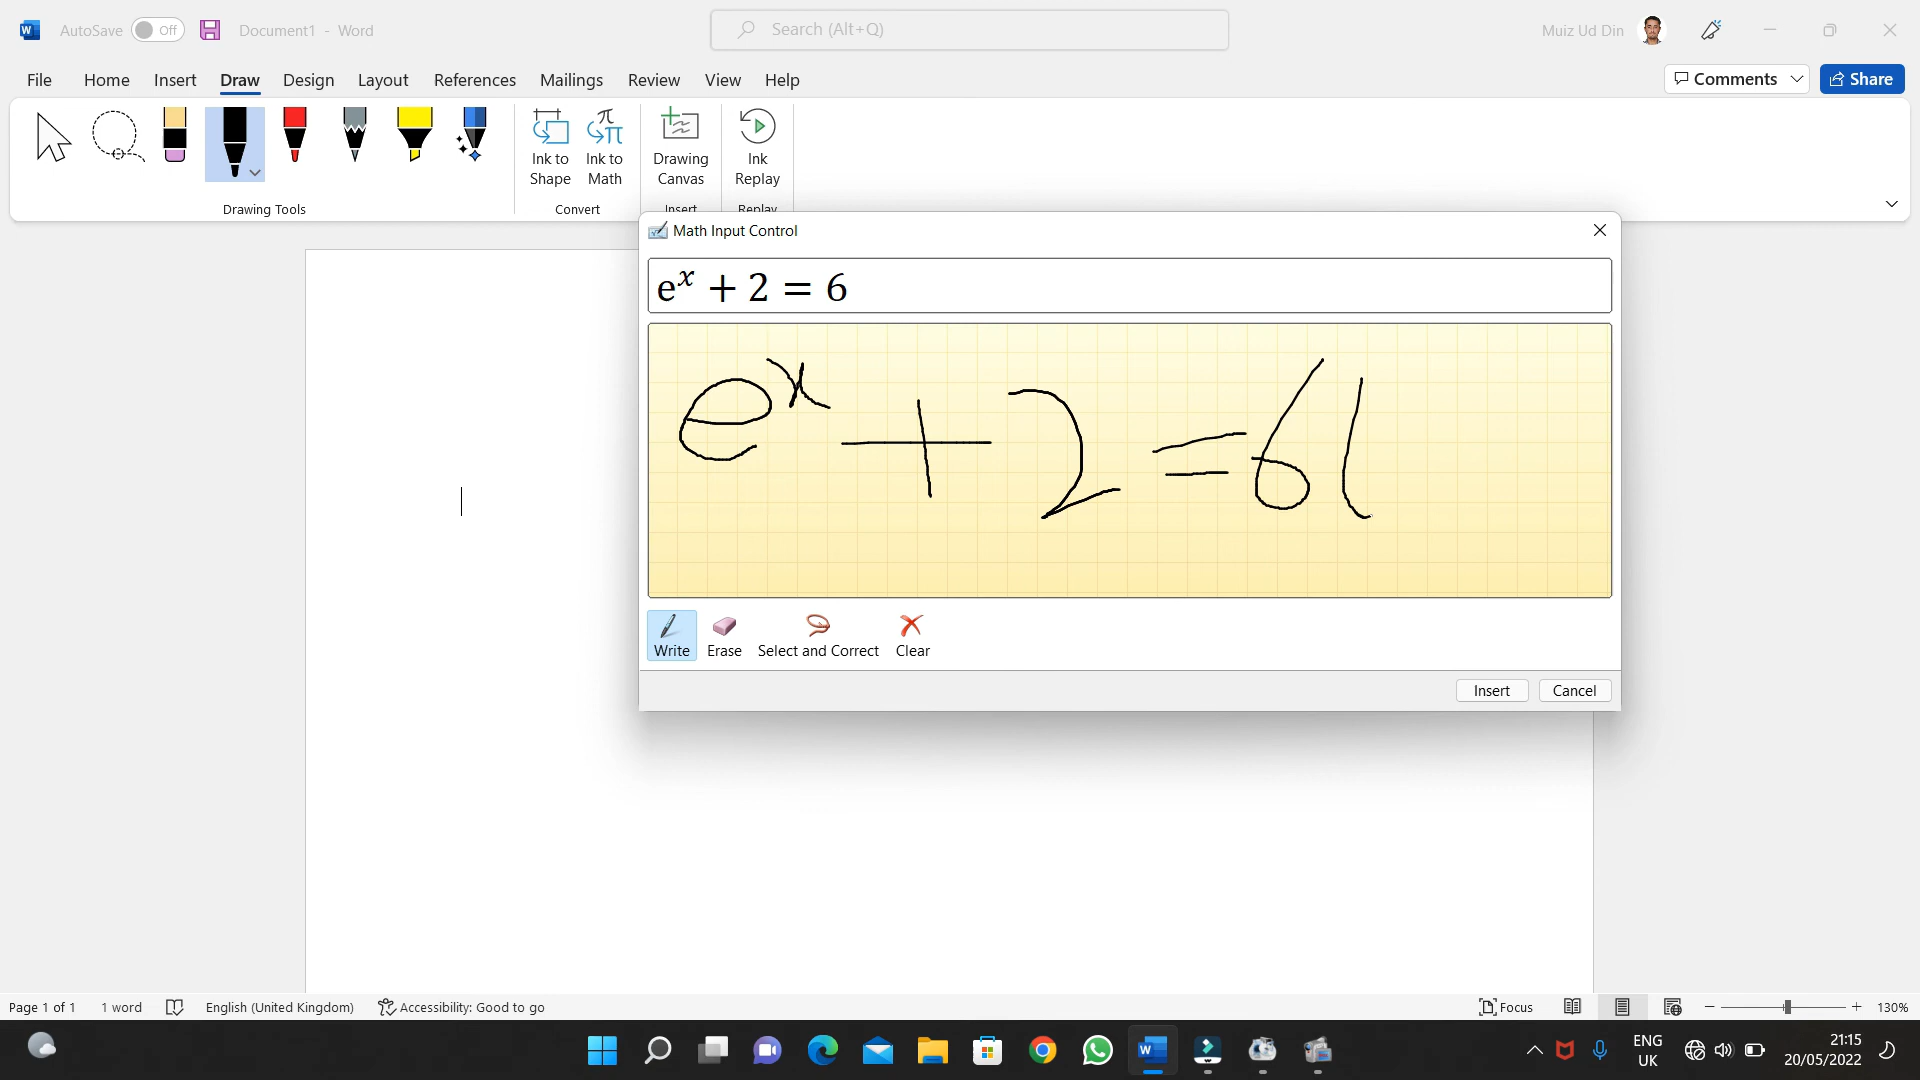 AutoSave Off Document1 - Word Search (Alt+Q) Muiz Ud Din
File Home Insert Draw Design Layout References Mailings Review View Help Comments Share
Ink to Shape
Ink to Math
Drawing Canvas
Ink Replay
Drawing Tools Convert Insert Replay
Math Input Control
eˣ + 2 = 6
eˣ + 2 = 6(
Write Erase Select and Correct Clear
Insert Cancel
Page 1 of 1 1 word English (United Kingdom) Accessibility: Good to go Focus 130%
ENG UK
21:15
20/05/2022